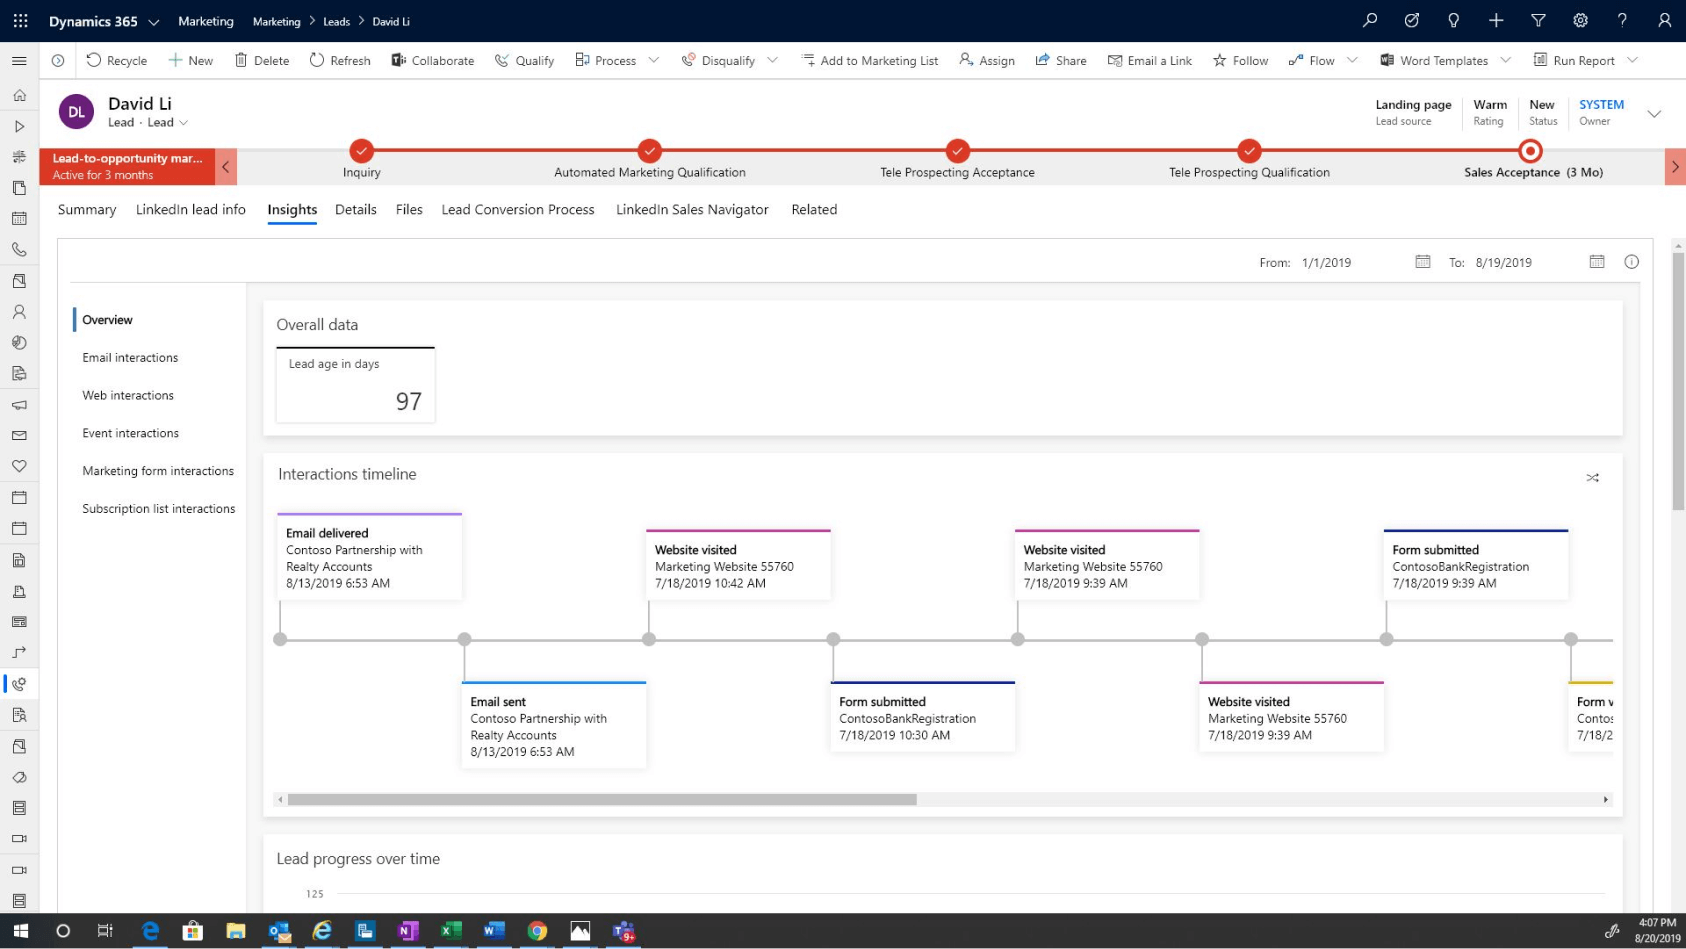 Dynamics 365 Marketing Marketing > Leads > David Li
Recycle New Delete Refresh Collaborate Qualify Process Disqualify Add to Marketing List Assign Share Email a Link Follow Flow Word Templates Run Report
DL
David Li
Lead · Lead
Landing page
Lead source
Warm
Rating
New
Status
SYSTEM
Owner
Lead-to-opportunity mar...
Active for 3 months
Inquiry
Automated Marketing Qualification
Tele Prospecting Acceptance
Tele Prospecting Qualification
Sales Acceptance (3 Mo)
Summary LinkedIn lead info Insights Details Files Lead Conversion Process LinkedIn Sales Navigator Related
From: 1/1/2019 To: 8/19/2019
Overview
Email interactions
Web interactions
Event interactions
Marketing form interactions
Subscription list interactions
Overall data
Lead age in days
97
Interactions timeline
Email delivered
Contoso Partnership with
Realty Accounts
8/13/2019 6:53 AM
Website visited
Marketing Website 55760
7/18/2019 10:42 AM
Website visited
Marketing Website 55760
7/18/2019 9:39 AM
Form submitted
ContosoBankRegistration
7/18/2019 9:39 AM
Email sent
Contoso Partnership with
Realty Accounts
8/13/2019 6:53 AM
Form submitted
ContosoBankRegistration
7/18/2019 10:30 AM
Website visited
Marketing Website 55760
7/18/2019 9:39 AM
Form v
Contos
7/18/2
Lead progress over time
125
9+
4:07 PM
8/20/2019